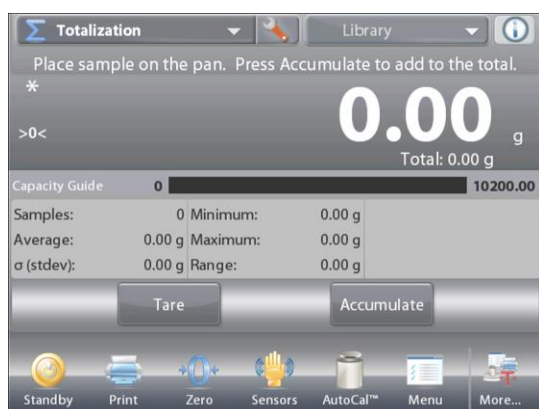 Σ Totalization Library
Place sample on the pan. Press Accumulate to add to the total.
*
0.00 g
>0<
Total: 0.00 g
Capacity Guide 0 10200.00
Samples: 0 Minimum: 0.00 g
Average: 0.00 g Maximum: 0.00 g
σ (stdev): 0.00 g Range: 0.00 g
Tare Accumulate
Standby Print Zero Sensors AutoCal™ Menu More...